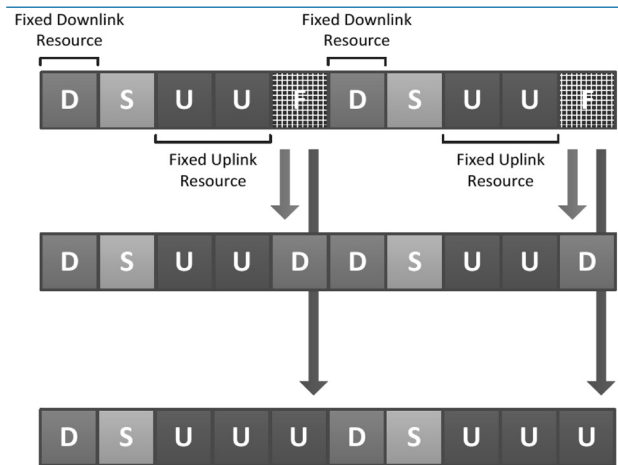 Fixed Downlink
Resource
Fixed Downlink
Resource
D S U U F D S U U F
Fixed Uplink
Resource
Fixed Uplink
Resource
D S U U D D S U U D
D S U U U D S U U U